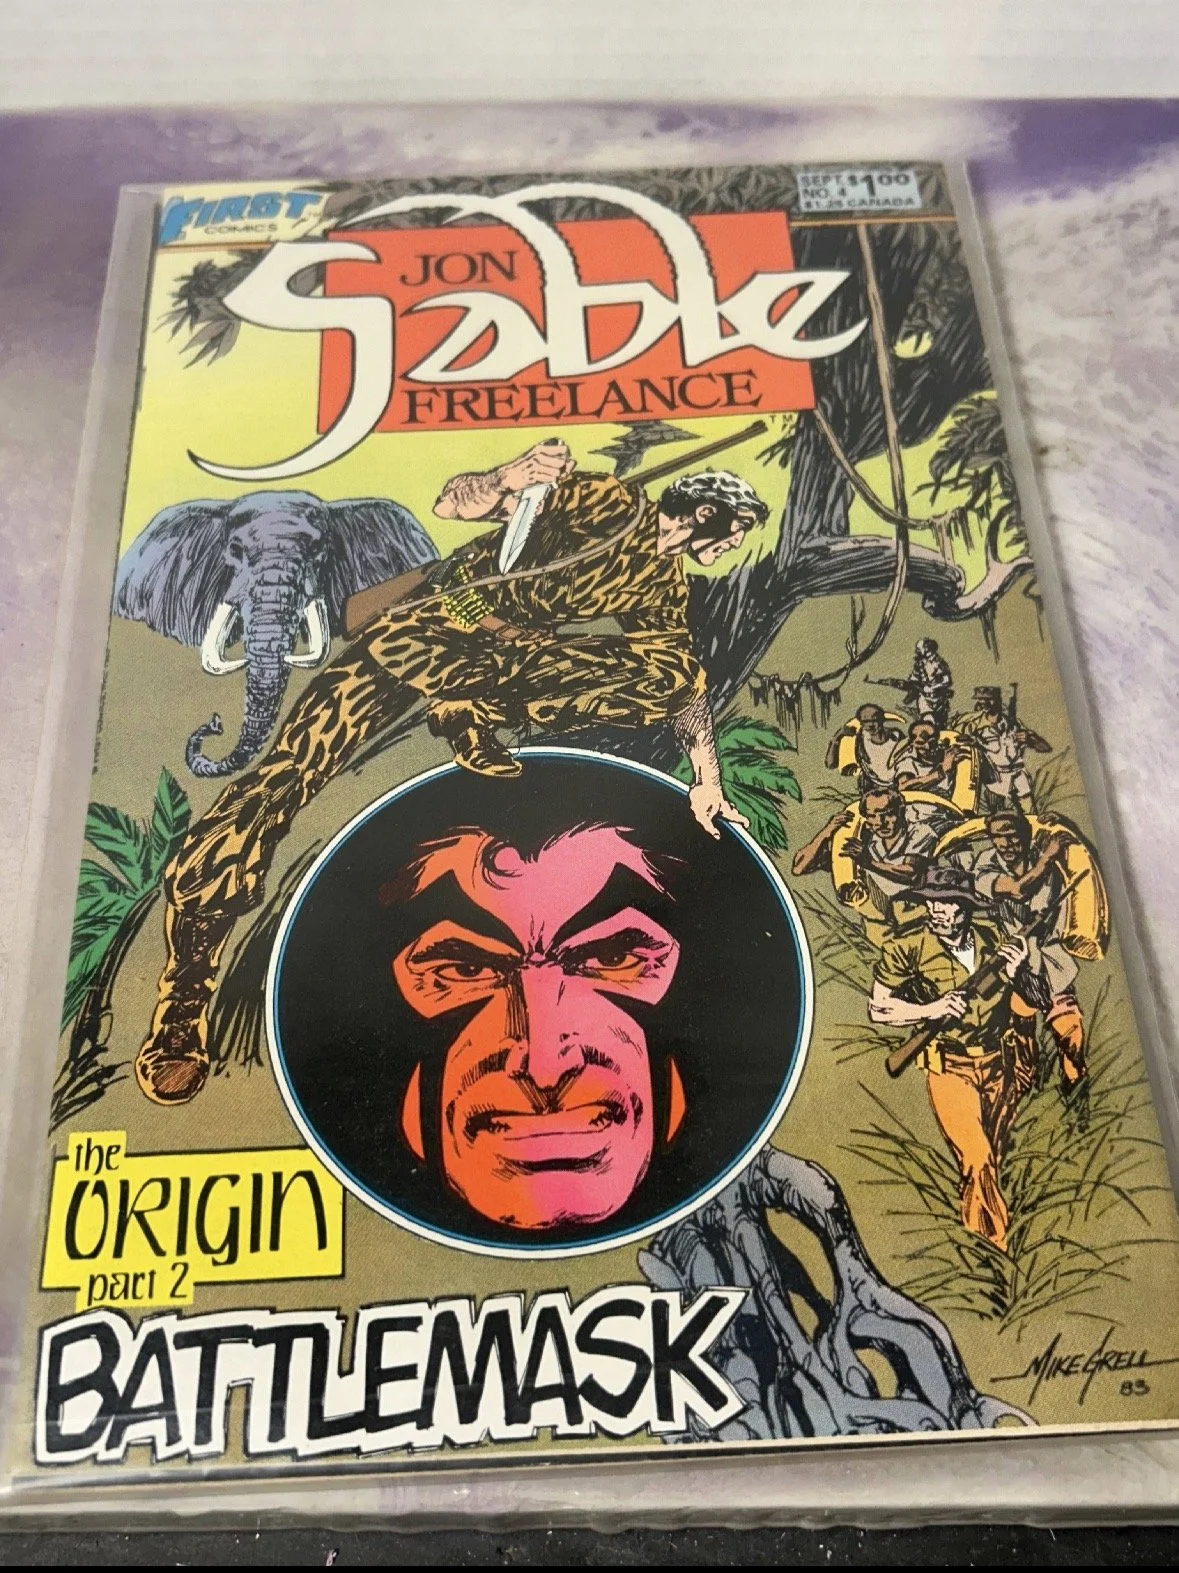 FIRST
COMICS
SEPT. $1.00
NO. 4
$1.25 CANADA
JON
Sable
FREELANCE
TM
the
ORIGIN
part 2
BATTLEMASK
MIKE GRELL
83